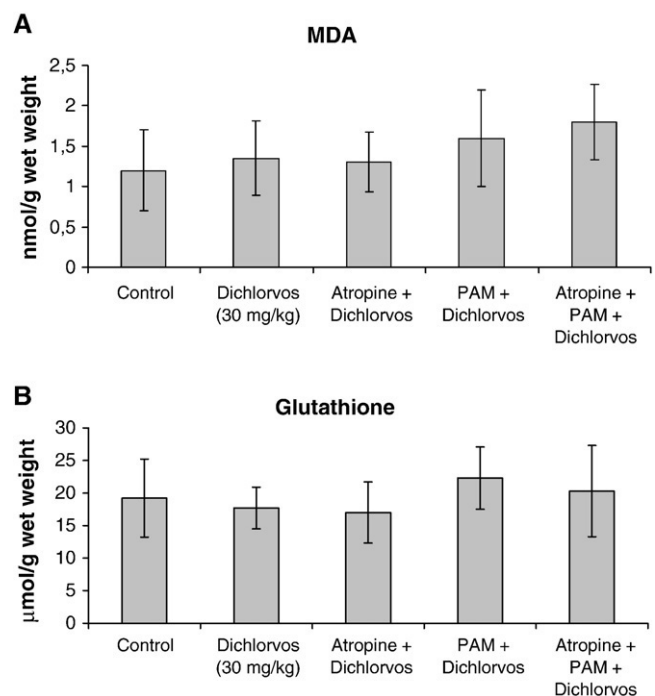 A
MDA
nmol/g wet weight
2,5
2
1,5
1
0,5
0
Control
Dichlorvos
(30 mg/kg)
Atropine +
Dichlorvos
PAM +
Dichlorvos
Atropine +
PAM +
Dichlorvos
B
Glutathione
μmol/g wet weight
30
25
20
15
10
5
0
Control
Dichlorvos
(30 mg/kg)
Atropine +
Dichlorvos
PAM +
Dichlorvos
Atropine +
PAM +
Dichlorvos